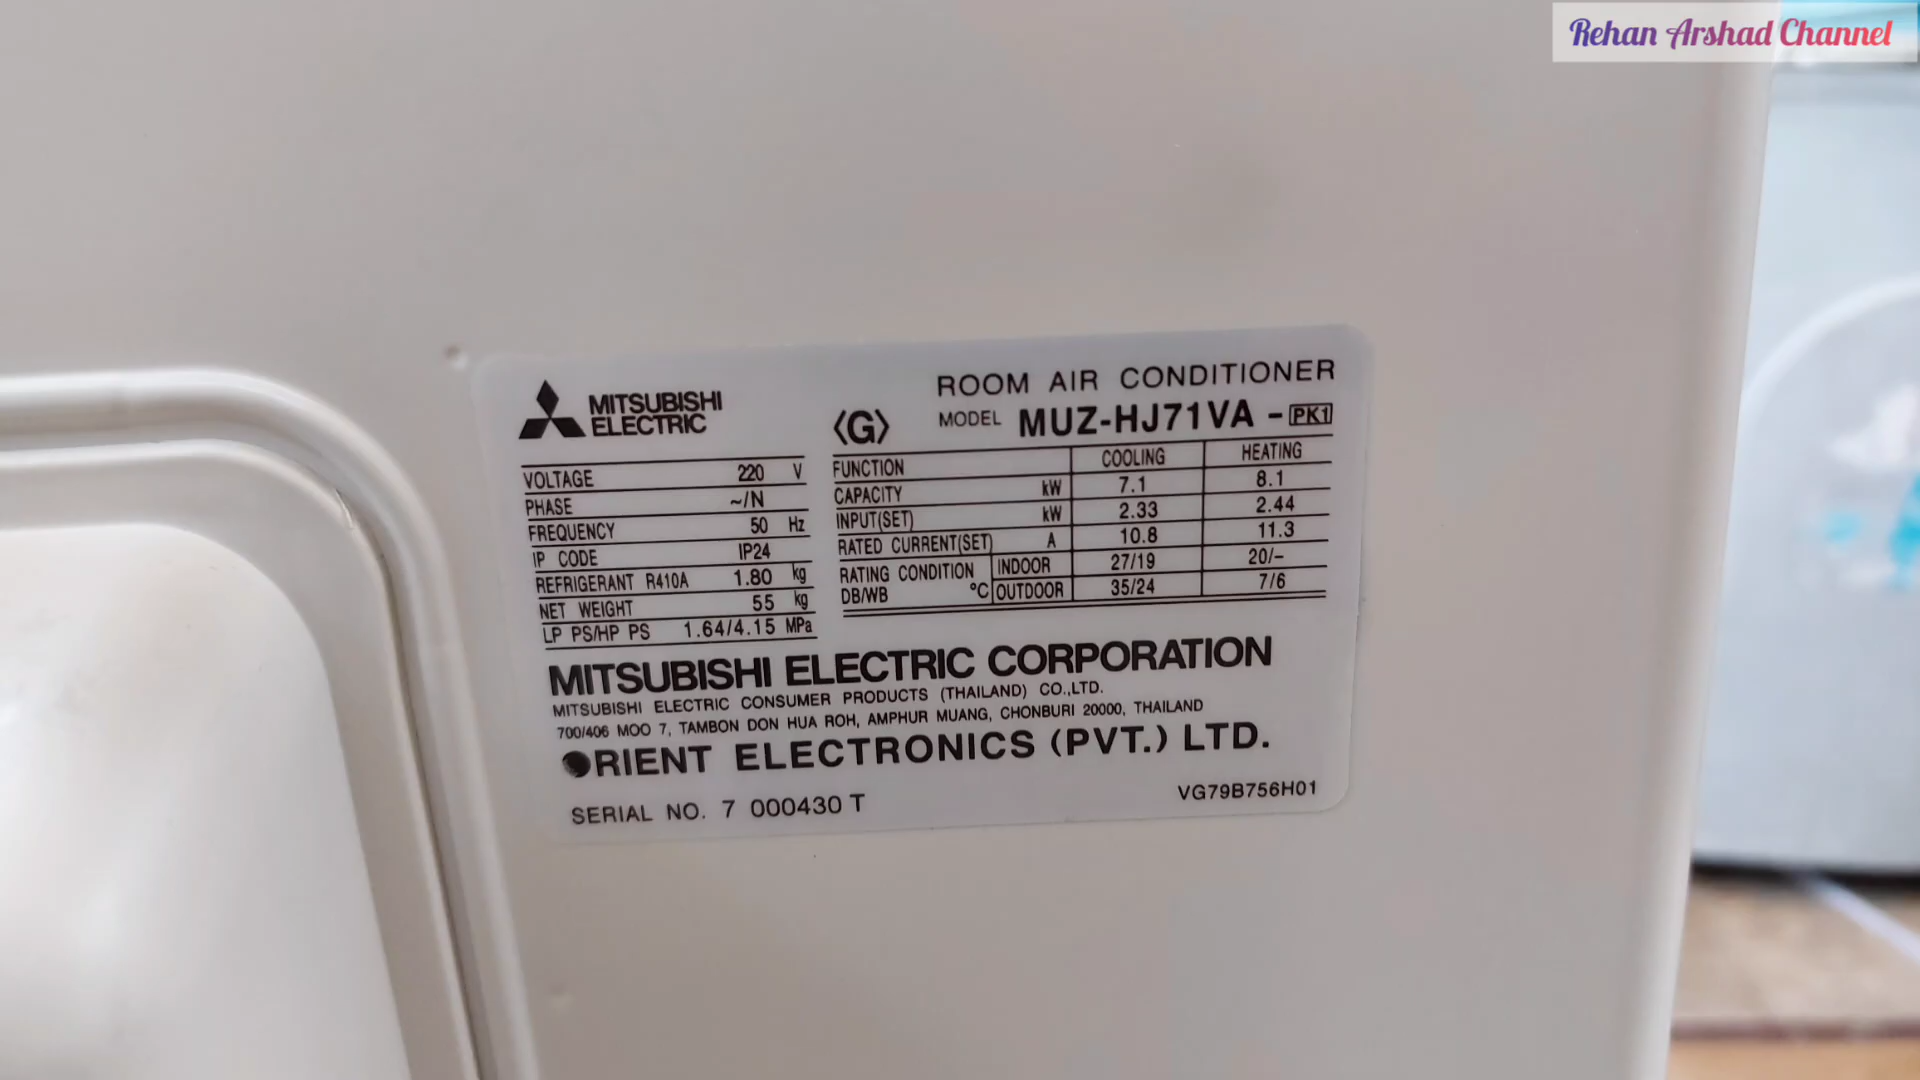 Rehan Arshad Channel
MITSUBISHI
ELECTRIC
ROOM AIR CONDITIONER
⟨G⟩ MODEL MUZ-HJ71VA - PK1
VOLTAGE 220 V
PHASE ~/N
FREQUENCY 50 Hz
IP CODE IP24
REFRIGERANT R410A 1.80 kg
NET WEIGHT 55 kg
LP PS/HP PS 1.64/4.15 MPa
FUNCTION COOLING HEATING
CAPACITY kW 7.1 8.1
INPUT(SET) kW 2.33 2.44
RATED CURRENT(SET) A 10.8 11.3
RATING CONDITION INDOOR 27/19 20/-
DB/WB °C OUTDOOR 35/24 7/6
MITSUBISHI ELECTRIC CORPORATION
MITSUBISHI ELECTRIC CONSUMER PRODUCTS (THAILAND) CO.,LTD.
700/406 MOO 7, TAMBON DON HUA ROH, AMPHUR MUANG, CHONBURI 20000, THAILAND
ORIENT ELECTRONICS (PVT.) LTD.
SERIAL NO. 7 000430 T
VG79B756H01